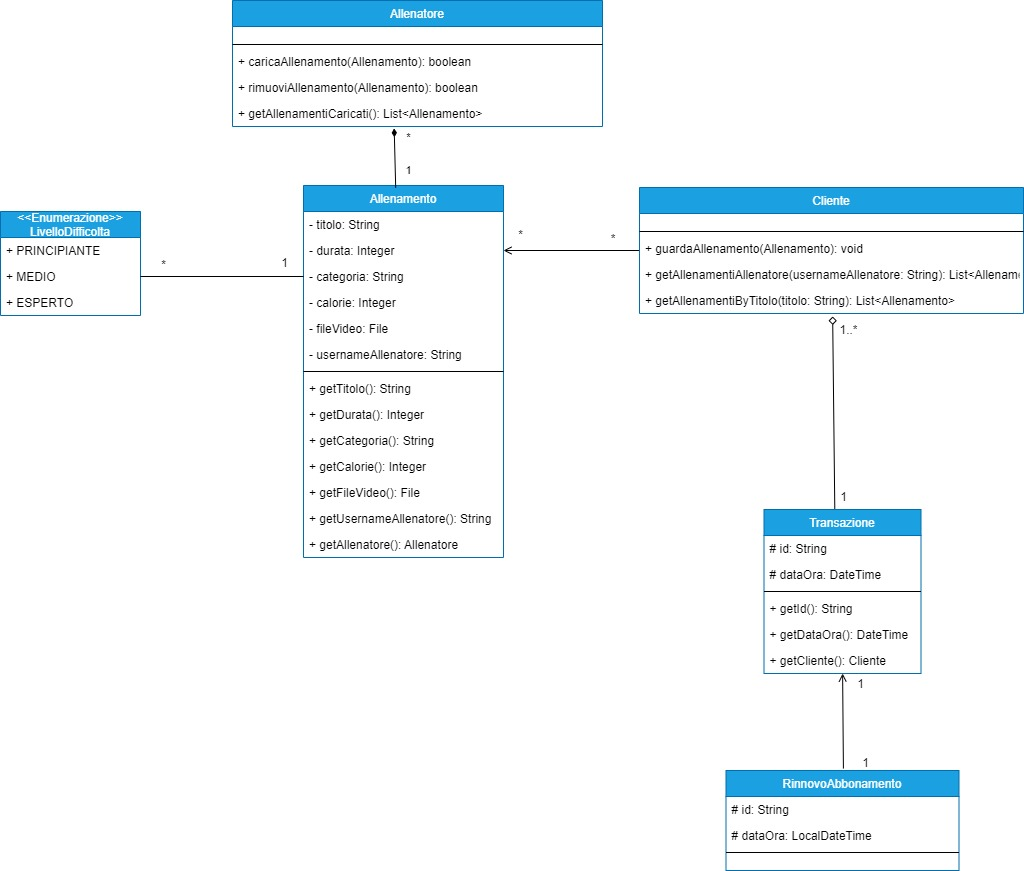 Allenatore
+ caricaAllenamento(Allenamento): boolean
+ rimuoviAllenamento(Allenamento): boolean
+ getAllenamentiCaricati(): List<Allenamento>
*
1
<<Enumerazione>>
LivelloDifficolta
+ PRINCIPIANTE
+ MEDIO
+ ESPERTO
*
1
Allenamento
- titolo: String
- durata: Integer
- categoria: String
- calorie: Integer
- fileVideo: File
- usernameAllenatore: String
+ getTitolo(): String
+ getDurata(): Integer
+ getCategoria(): String
+ getCalorie(): Integer
+ getFileVideo(): File
+ getUsernameAllenatore(): String
+ getAllenatore(): Allenatore
*
*
Cliente
+ guardaAllenamento(Allenamento): void
+ getAllenamentiAllenatore(usernameAllenatore: String): List<Allenam
+ getAllenamentiByTitolo(titolo: String): List<Allenamento>
1..*
1
Transazione
# id: String
# dataOra: DateTime
+ getId(): String
+ getDataOra(): DateTime
+ getCliente(): Cliente
1
1
RinnovoAbbonamento
# id: String
# dataOra: LocalDateTime